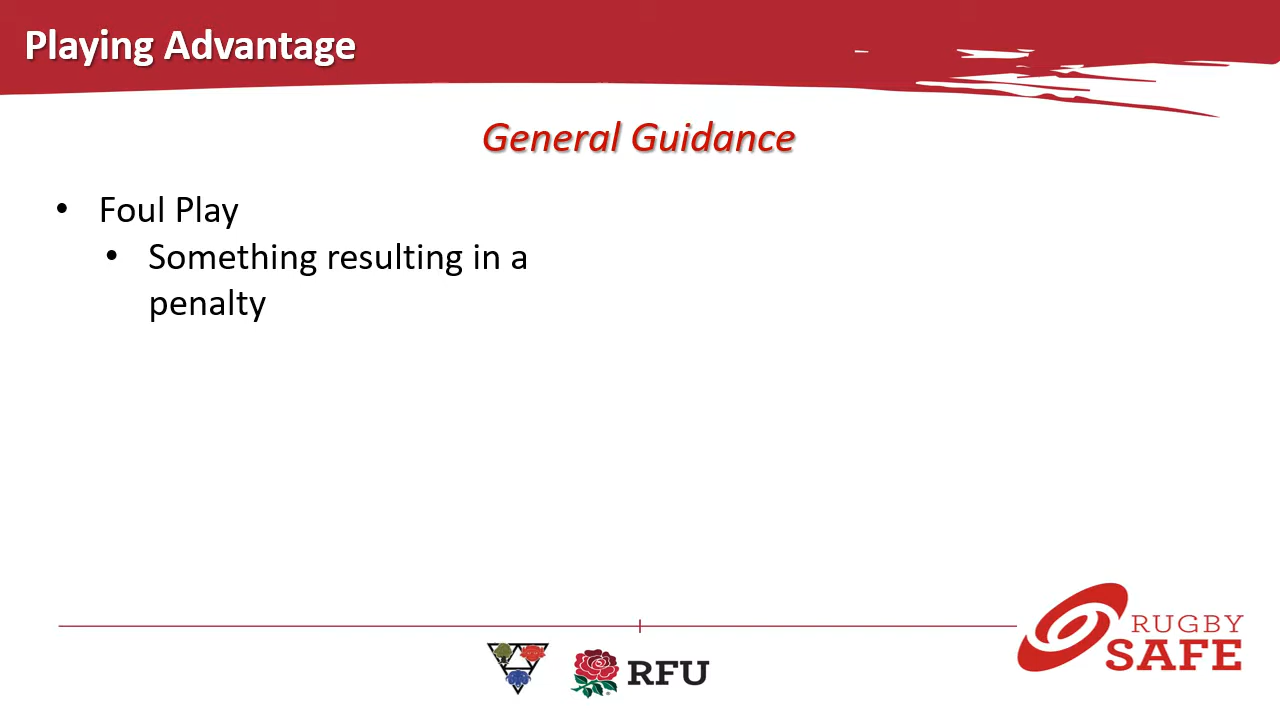 Playing Advantage
General Guidance
• Foul Play
• Something resulting in a
penalty
RFU
RUGBY
SAFE